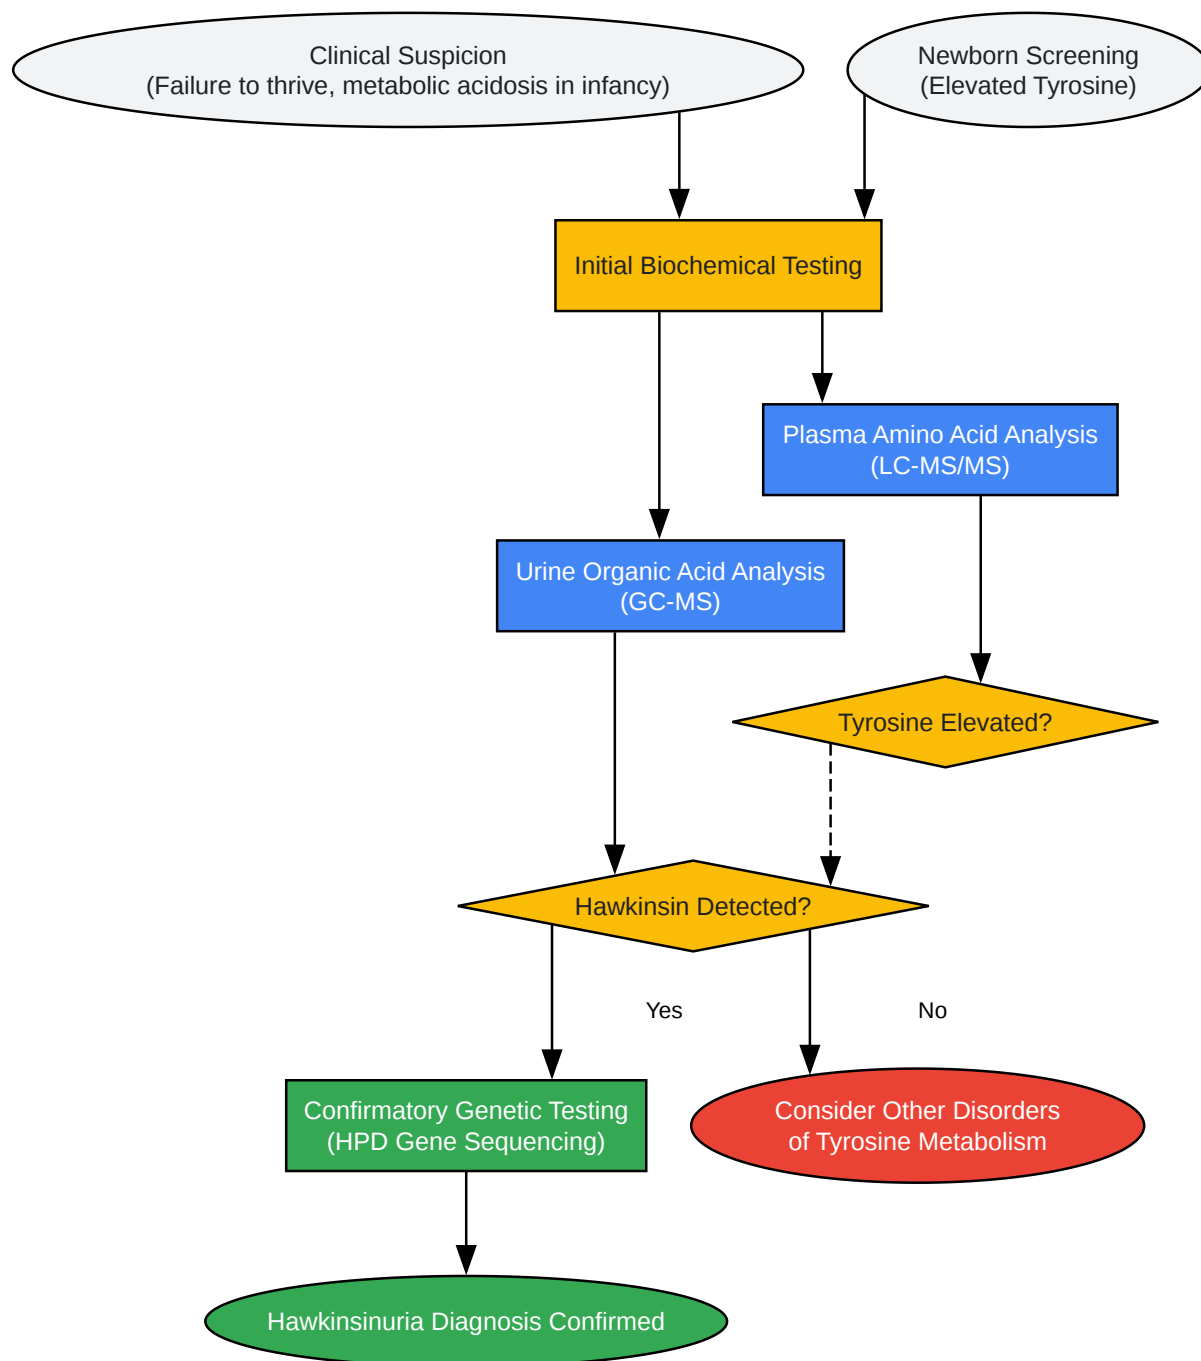 Clinical Suspicion
(Failure to thrive, metabolic acidosis in infancy)
Newborn Screening
(Elevated Tyrosine)
Initial Biochemical Testing
Plasma Amino Acid Analysis
(LC-MS/MS)
Urine Organic Acid Analysis
(GC-MS)
Tyrosine Elevated?
Hawkinsin Detected?
Yes
No
Confirmatory Genetic Testing
(HPD Gene Sequencing)
Consider Other Disorders
of Tyrosine Metabolism
Hawkinsinuria Diagnosis Confirmed